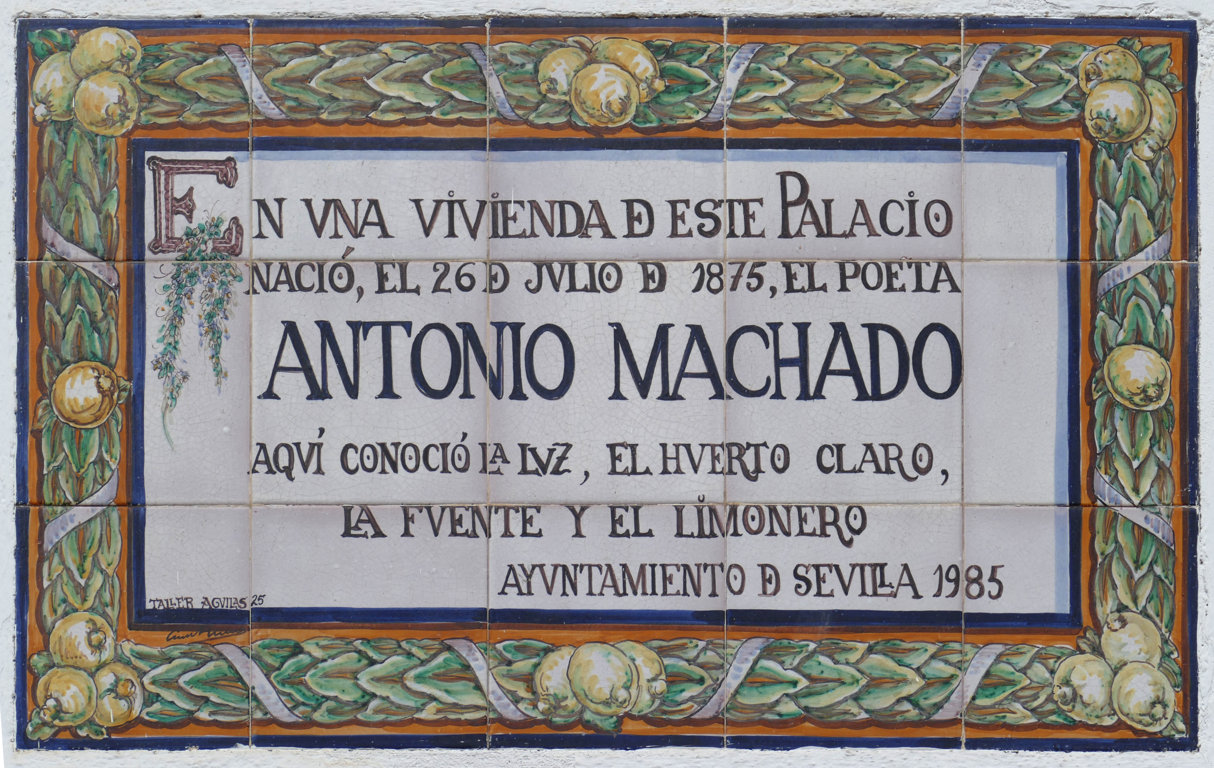 EN VNA VIVIENDA D ESTE PALACIO
NACIÓ, EL 26 D JVLIO D 1875, EL POETA
ANTONIO MACHADO
AQVÍ CONOCIÓ LA LVZ, EL HVERTO CLARO,
LA FVENTE Y EL LIMONERO
AYVNTAMIENTO D SEVILLA 1985
TALLER AGVILAS 25